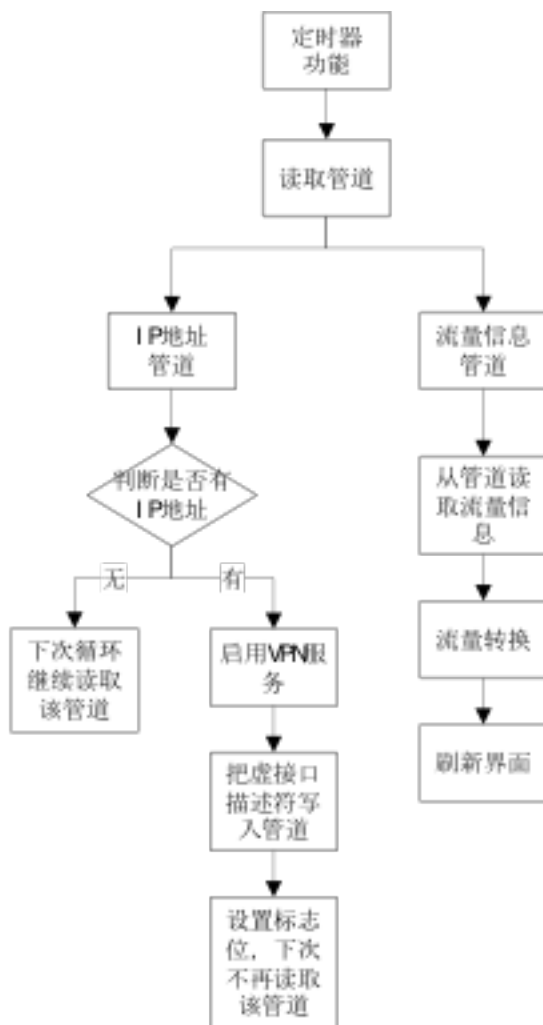 定时器
功能
读取管道
IP地址
管道
流量信息
管道
判断是否有
IP地址
从管道读
取流量信
息
无
有
下次循环
继续读取
该管道
启用VPN服
务
流量转换
把虚接口
描述符写
入管道
刷新界面
设置标志
位，下次
不再读取
该管道